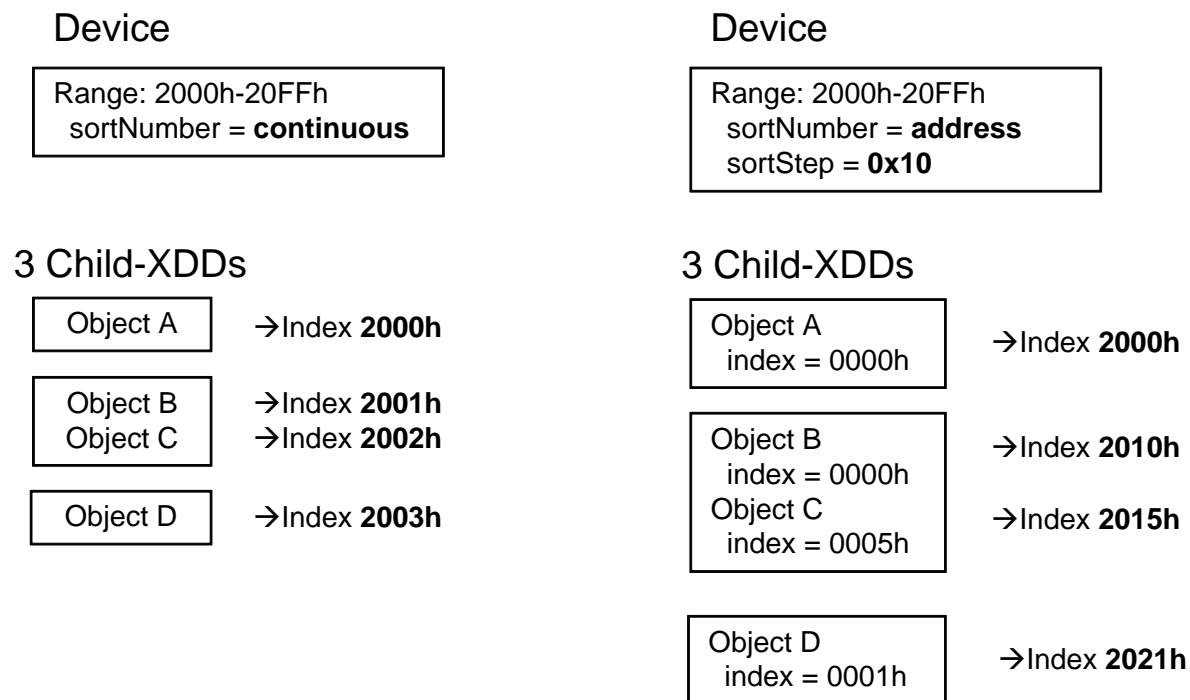 Device
Range: 2000h-20FFh
sortNumber = continuous
3 Child-XDDs
Object A →Index 2000h
Object B →Index 2001h
Object C →Index 2002h
Object D →Index 2003h
Device
Range: 2000h-20FFh
sortNumber = address
sortStep = 0x10
3 Child-XDDs
Object A
index = 0000h
→Index 2000h
Object B
index = 0000h
→Index 2010h
Object C
index = 0005h
→Index 2015h
Object D
index = 0001h
→Index 2021h